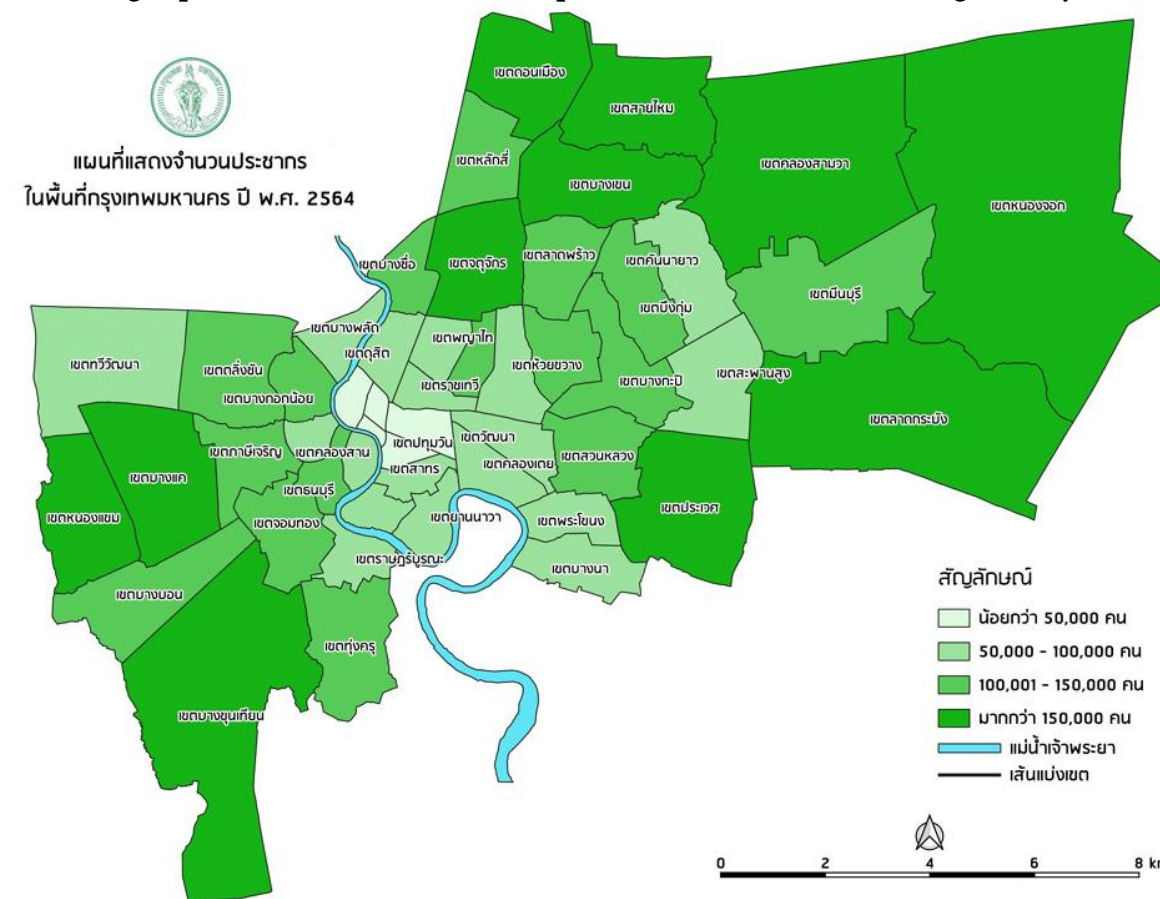 แผนที่แสดงจำนวนประชากร
ในพื้นที่กรุงเทพมหานคร ปี พ.ศ. 2564
เขตดอนเมือง
เขตสายไหม
เขตหลักสี่
เขตบางเขน
เขตคลองสามวา
เขตหนองจอก
เขตบางซื่อ
เขตจตุจักร
เขตลาดพร้าว
เขตคันนายาว
เขตบึงกุ่ม
เขตมีนบุรี
เขตบางพลัด
เขตดุสิต
เขตพญาไท
เขตราชเทวี
เขตห้วยขวาง
เขตบางกะปิ
เขตสะพานสูง
เขตทวีวัฒนา
เขตตลิ่งชัน
เขตบางกอกน้อย
เขตลาดกระบัง
เขตภาษีเจริญ
เขตคลองสาน
เขตปทุมวัน
เขตวัฒนา
เขตคลองเตย
เขตสวนหลวง
เขตบางแค
เขตธนบุรี
เขตสาทร
เขตหนองแขม
เขตจอมทอง
เขตยานนาวา
เขตพระโขนง
เขตประเวศ
เขตราษฎร์บูรณะ
เขตบางนา
เขตบางบอน
เขตทุ่งครุ
เขตบางขุนเทียน
สัญลักษณ์
น้อยกว่า 50,000 คน
50,000 - 100,000 คน
100,001 - 150,000 คน
มากกว่า 150,000 คน
แม่น้ำเจ้าพระยา
เส้นแบ่งเขต
0 2 4 6 8